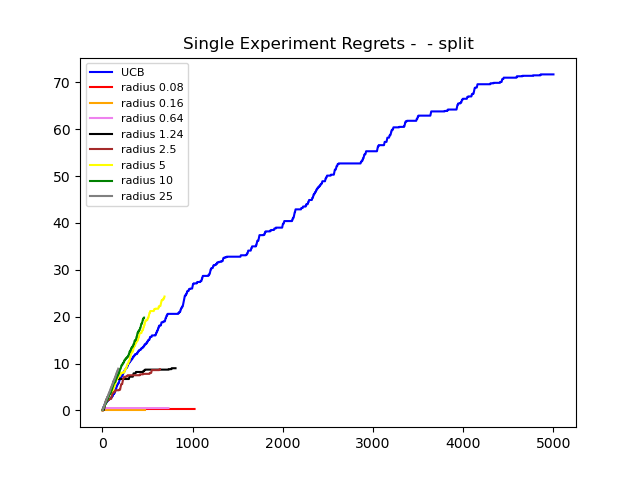 Single Experiment Regrets -  - split
UCB
radius 0.08
radius 0.16
radius 0.64
radius 1.24
radius 2.5
radius 5
radius 10
radius 25
70
60
50
40
30
20
10
0
0 1000 2000 3000 4000 5000